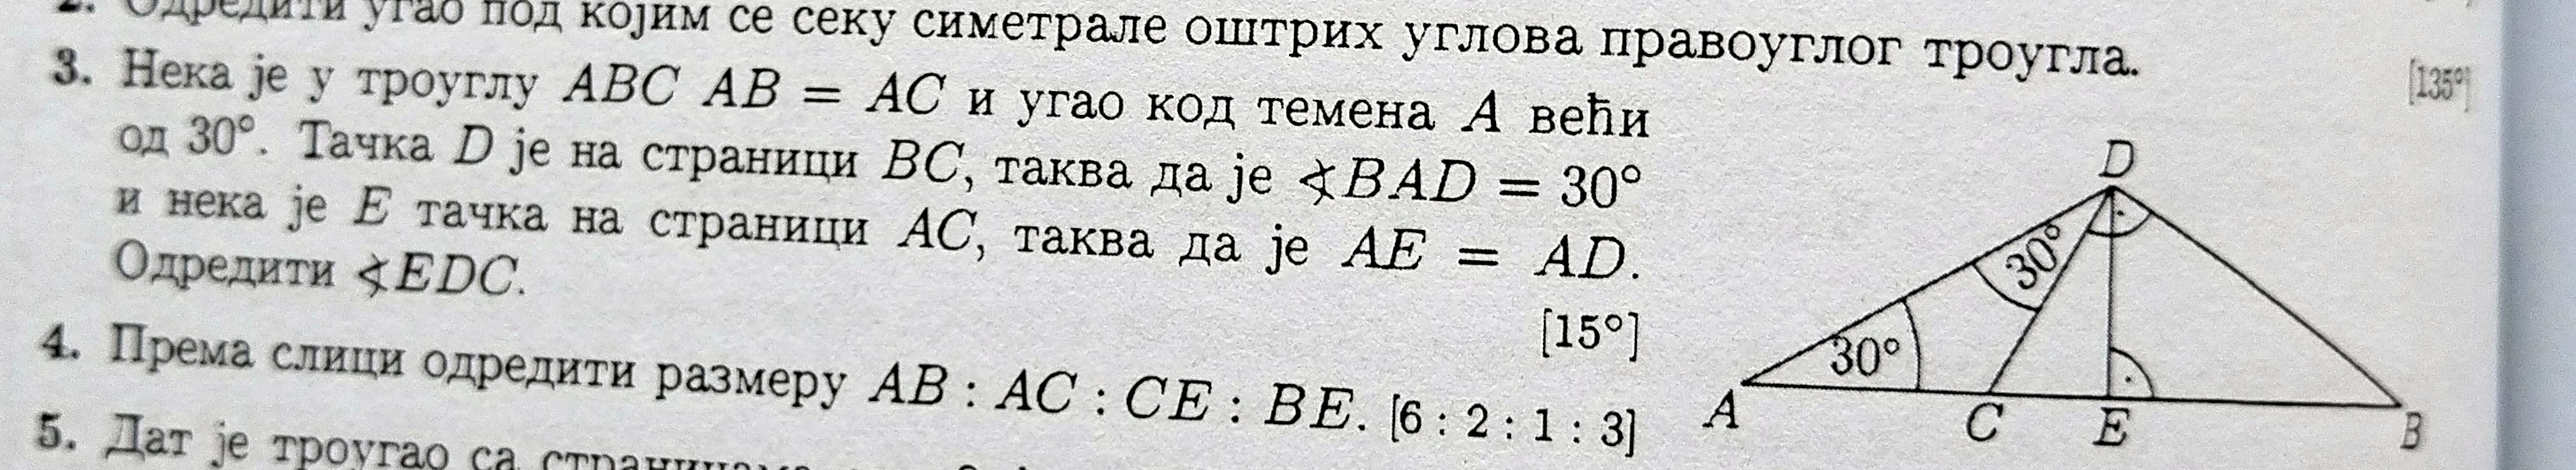 2. Одредити угао под којим се секу симетрале оштрих углова правоуглог троугла.
[135°]
3. Нека је у троуглу ABC AB = AC и угао код темена A већи
од 30°. Тачка D је на страници BC, таква да је ∢BAD = 30°
и нека је E тачка на страници AC, таква да је AE = AD.
Одредити ∢EDC.
[15°]
4. Према слици одредити размеру AB : AC : CE : BE. [6 : 2 : 1 : 3]
5. Дат је троугао са страницама
D
30°
30°
A
C
E
B